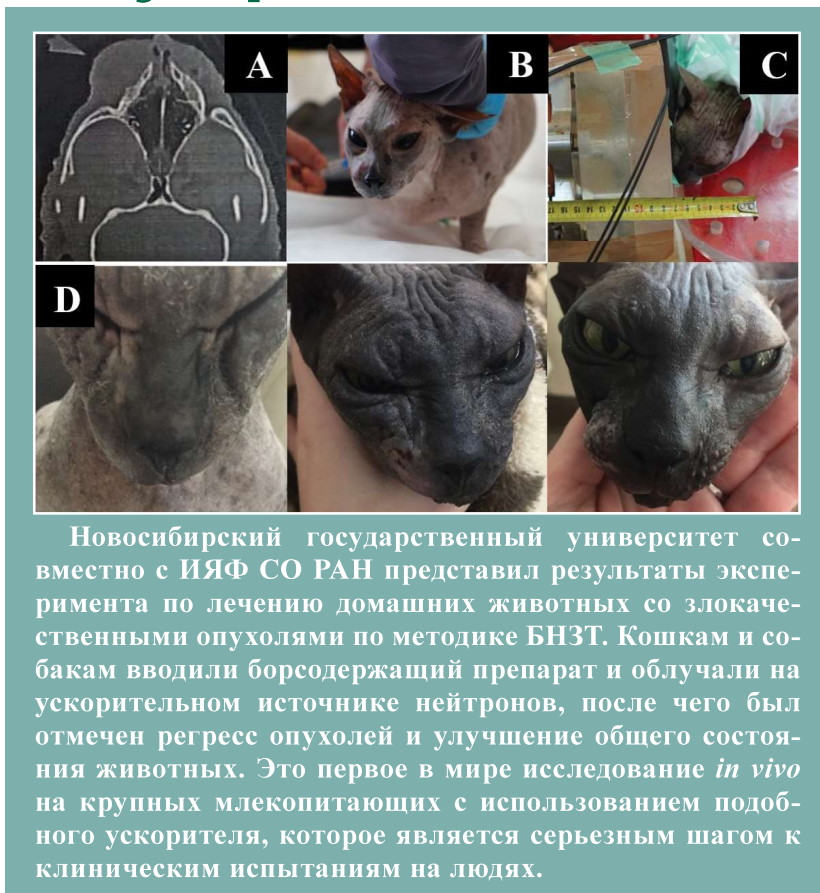 A
B
C
D
Новосибирский государственный университет со-
вместно с ИЯФ СО РАН представил результаты экспе-
римента по лечению домашних животных со злокаче-
ственными опухолями по методике БНЗТ. Кошкам и со-
бакам вводили борсодержащий препарат и облучали на
ускорительном источнике нейтронов, после чего был
отмечен регресс опухолей и улучшение общего состоя-
ния животных. Это первое в мире исследование in vivo
на крупных млекопитающих с использованием подоб-
ного ускорителя, которое является серьезным шагом к
клиническим испытаниям на людях.